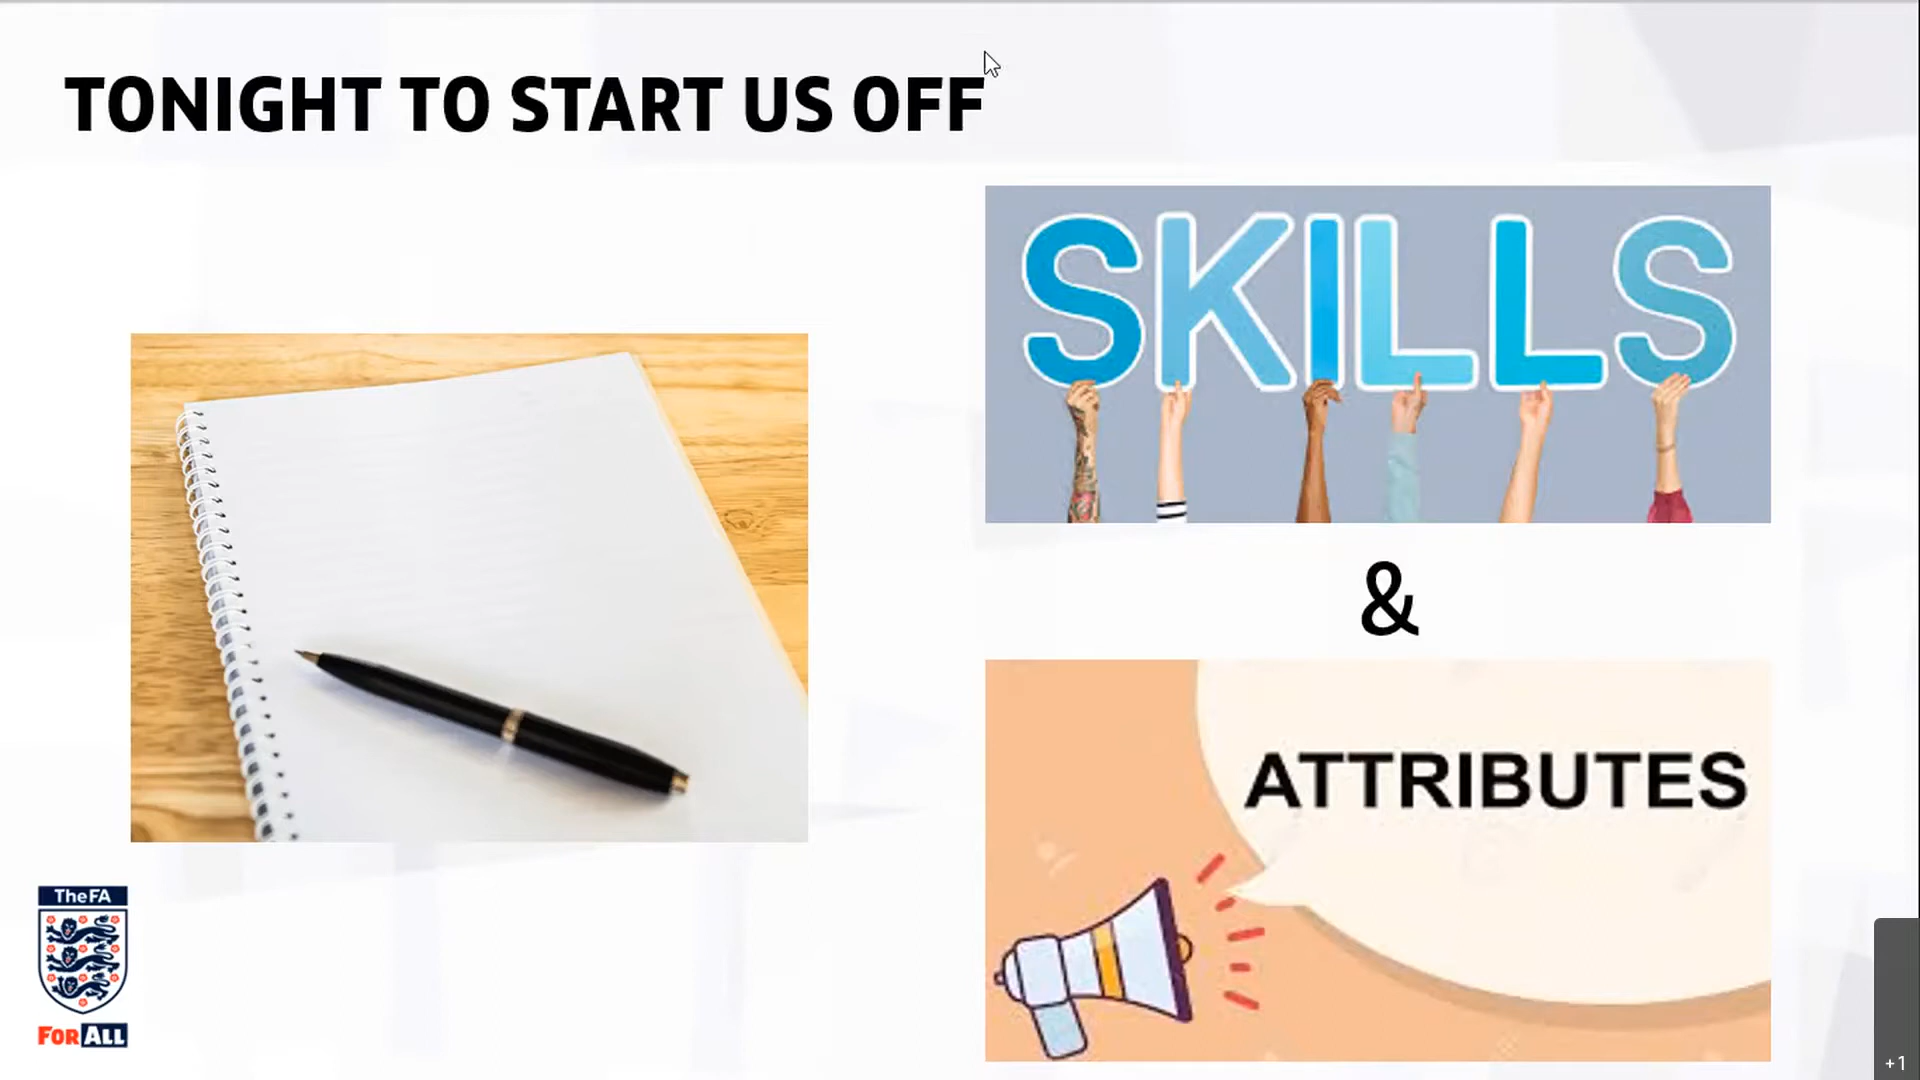 TONIGHT TO START US OFF
SKILLS
&
ATTRIBUTES
The FA
FOR ALL
+1